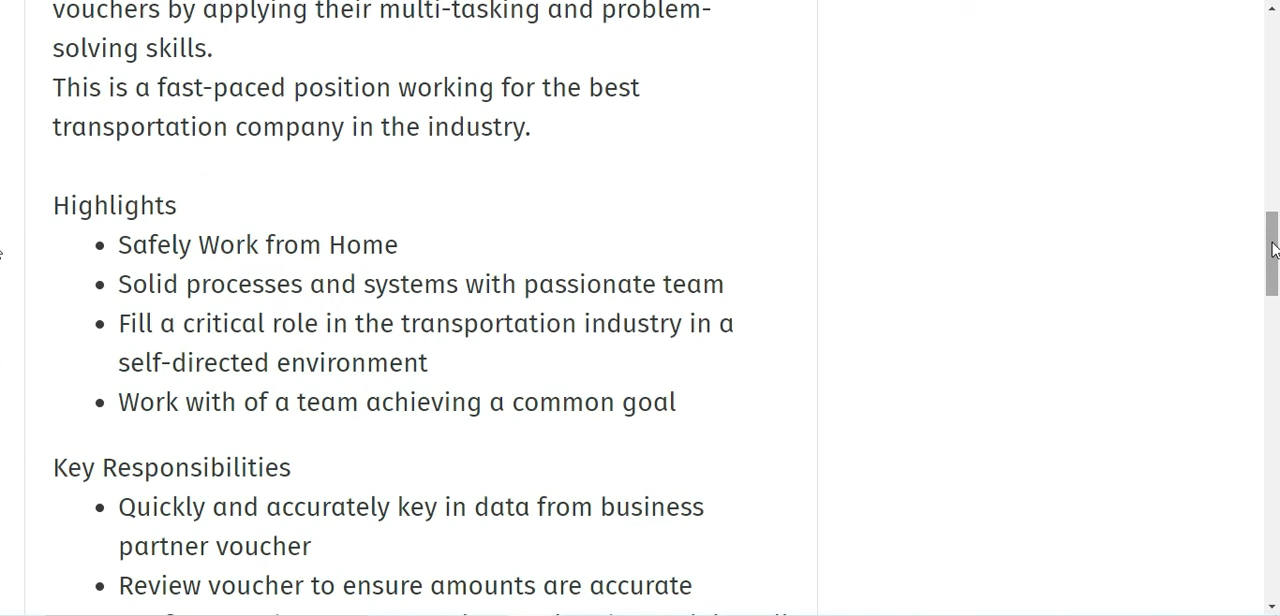 vouchers by applying their multi-tasking and problem-
solving skills.
This is a fast-paced position working for the best
transportation company in the industry.
Highlights
• Safely Work from Home
• Solid processes and systems with passionate team
• Fill a critical role in the transportation industry in a
self-directed environment
• Work with of a team achieving a common goal
Key Responsibilities
• Quickly and accurately key in data from business
partner voucher
• Review voucher to ensure amounts are accurate